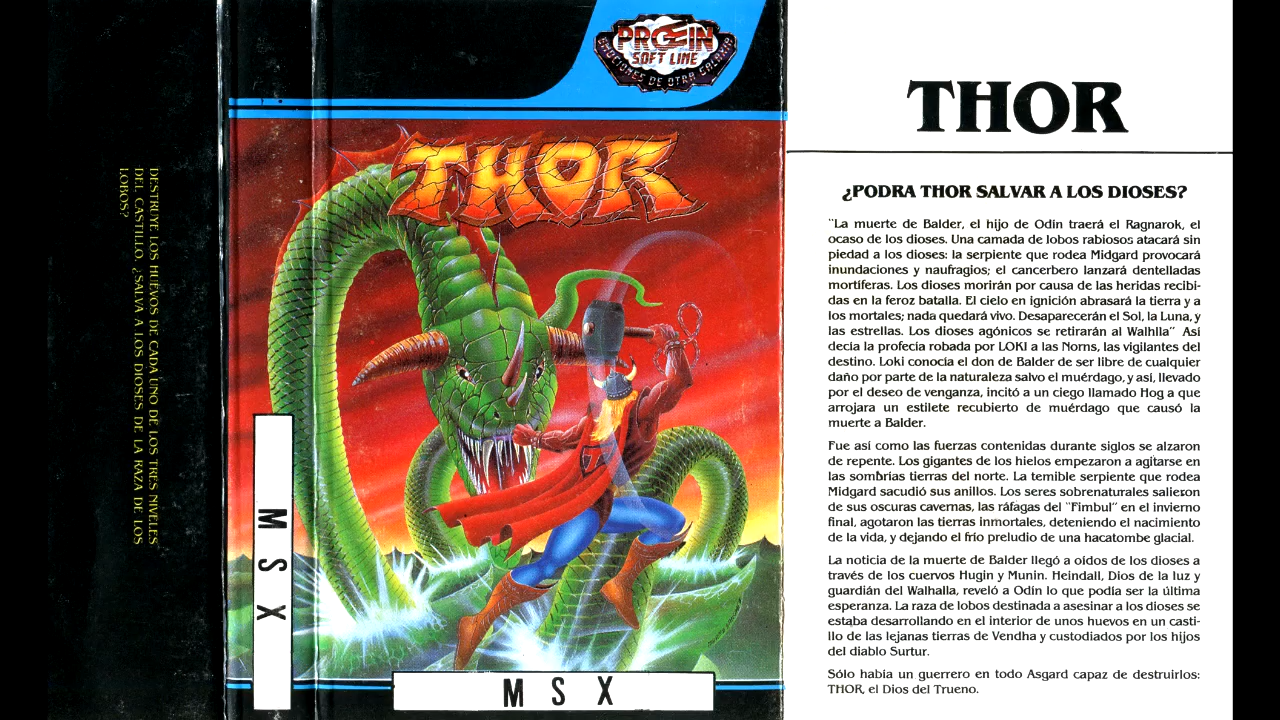 DESTRUYE LOS HUEVOS DE CADA UNO DE LOS TRES NIVELES
DEL CASTILLO. ¿SALVA A LOS DIOSES DE LA RAZA DE LOS
LOBOS?
MSX
PROEIN
SOFT LINE
EMOCIONES DE OTRA GALAXIA
THOR
MSX
THOR
¿PODRA THOR SALVAR A LOS DIOSES?
"La muerte de Balder, el hijo de Odin traerá el Ragnarok, el
ocaso de los dioses. Una camada de lobos rabiosos atacará sin
piedad a los dioses: la serpiente que rodea Midgard provocará
inundaciones y naufragios; el cancerbero lanzará dentelladas
mortíferas. Los dioses morirán por causa de las heridas recibi-
das en la feroz batalla. El cielo en ignición abrasará la tierra y a
los mortales; nada quedará vivo. Desaparecerán el Sol, la Luna, y
las estrellas. Los dioses agónicos se retirarán al Walhlla" Así
decía la profecía robada por LOKI a las Norns, las vigilantes del
destino. Loki conocía el don de Balder de ser libre de cualquier
daño por parte de la naturaleza salvo el muérdago, y así, llevado
por el deseo de venganza, incitó a un ciego llamado Hog a que
arrojara un estilete recubierto de muérdago que causó la
muerte a Balder.
Fue así como las fuerzas contenidas durante siglos se alzaron
de repente. Los gigantes de los hielos empezaron a agitarse en
las sombrías tierras del norte. La temible serpiente que rodea
Midgard sacudió sus anillos. Los seres sobrenaturales salieron
de sus oscuras cavernas, las ráfagas del "Fimbul" en el invierno
final, agotaron las tierras inmortales, deteniendo el nacimiento
de la vida, y dejando el frío preludio de una hacatombe glacial.
La noticia de la muerte de Balder llegó a oidos de los dioses a
través de los cuervos Hugin y Munin. Heindall, Dios de la luz y
guardián del Walhalla, reveló a Odín lo que podía ser la última
esperanza. La raza de lobos destinada a asesinar a los dioses se
estaba desarrollando en el interior de unos huevos en un casti-
llo de las lejanas tierras de Vendha y custodiados por los hijos
del diablo Surtur.
Sólo había un guerrero en todo Asgard capaz de destruirlos:
THOR, el Dios del Trueno.